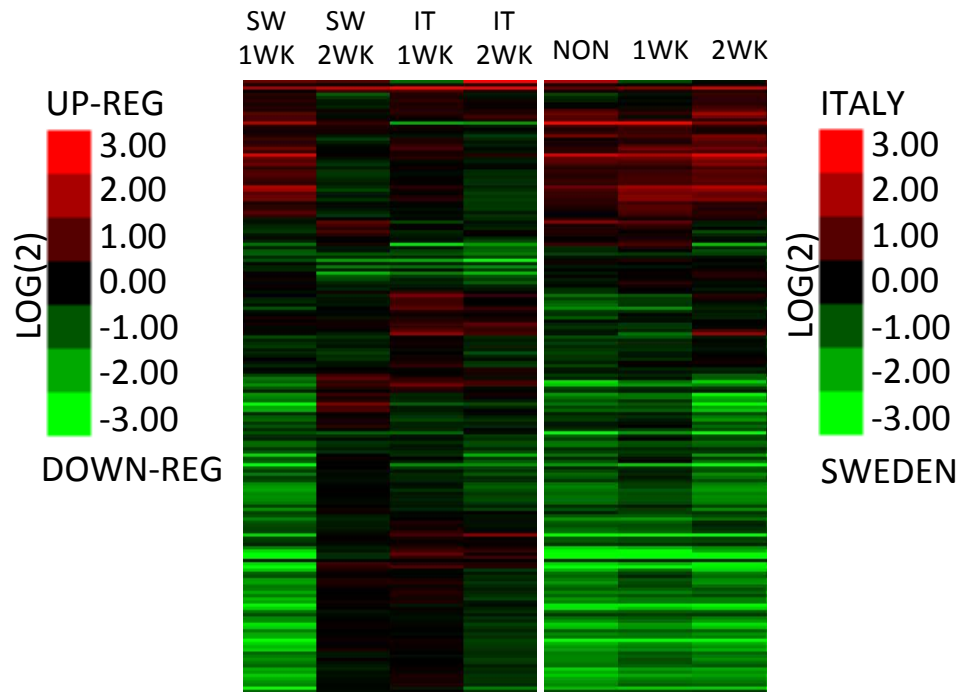 SW SW IT IT
1WK 2WK 1WK 2WK NON 1WK 2WK
UP-REG
3.00
2.00
1.00
0.00
-1.00
-2.00
-3.00
LOG(2)
DOWN-REG
ITALY
3.00
2.00
1.00
0.00
-1.00
-2.00
-3.00
LOG(2)
SWEDEN